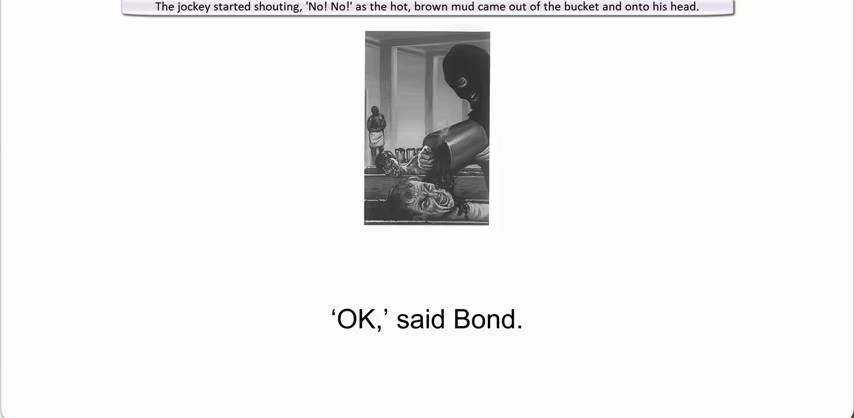 The jockey started shouting, 'No! No!' as the hot, brown mud came out of the bucket and onto his head.
‘OK,’ said Bond.